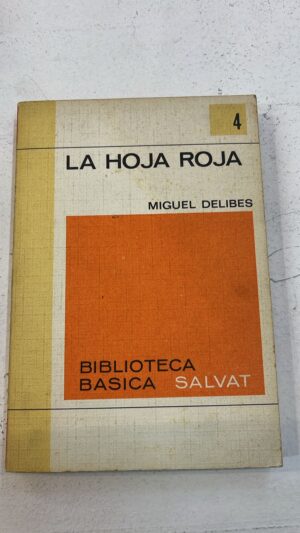 4
LA HOJA ROJA
MIGUEL DELIBES
BIBLIOTECA
BASICA SALVAT